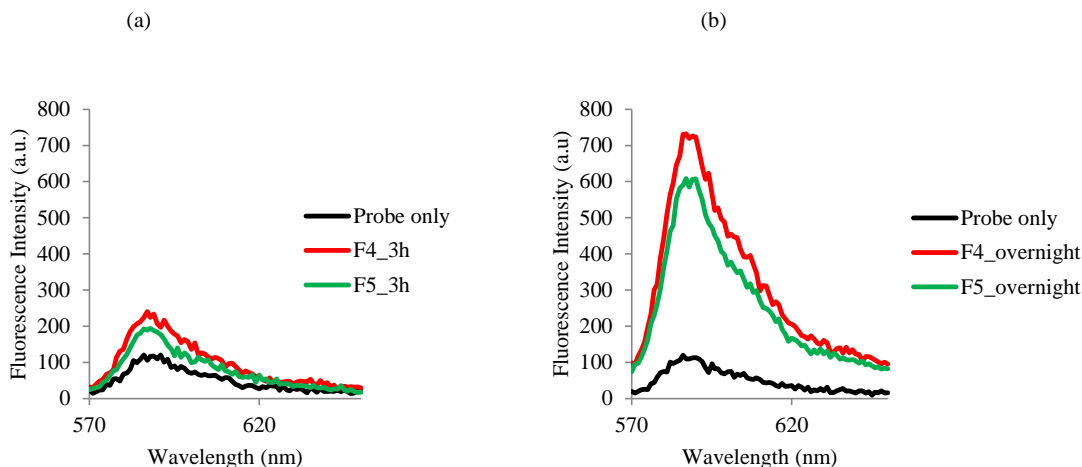 (a)
800
700
600
500
400
300
200
100
0
570
620
Fluorescence Intensity (a.u.)
Wavelength (nm)
Probe only
F4_3h
F5_3h
(b)
800
700
600
500
400
300
200
100
0
570
620
Fluorescence Intensity (a.u)
Wavelength (nm)
Probe only
F4_overnight
F5_overnight